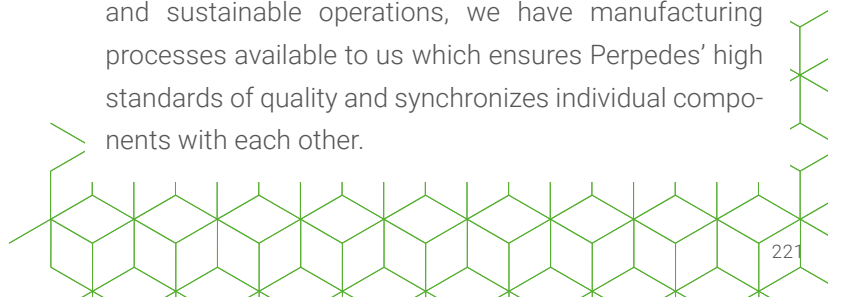 and sustainable operations, we have manufacturing
processes available to us which ensures Perpedes’ high
standards of quality and synchronizes individual compo-
nents with each other.
221